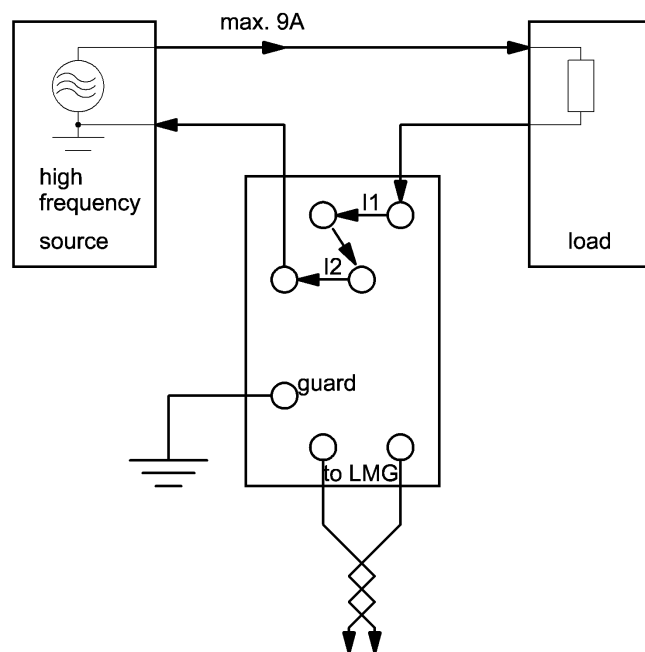 max. 9A
high
frequency
source
load
I1
I2
guard
to LMG